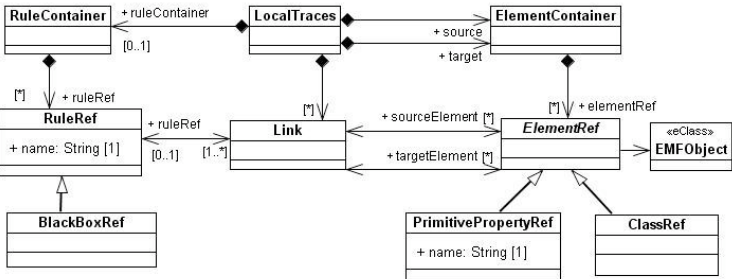 RuleContainer
+ ruleContainer
LocalTraces
ElementContainer
[0..1]
+ source
+ target
[*]
+ ruleRef
[*]
[*]
+ elementRef
RuleRef
+ name: String [1]
+ ruleRef
[0..1]
[1..*]
Link
+ sourceElement [*]
+ targetElement [*]
ElementRef
«eClass»
EMFObject
BlackBoxRef
PrimitivePropertyRef
+ name: String [1]
ClassRef